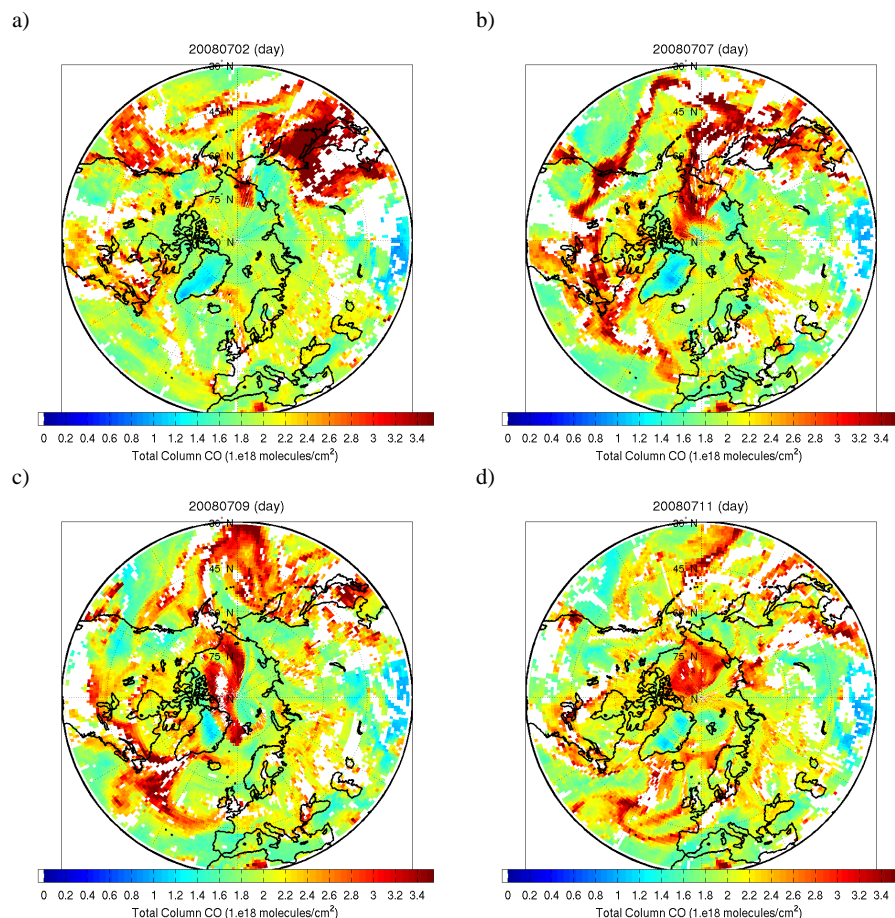 a)
20080702 (day)
30 N
45 N
60 N
75 N
0 0.2 0.4 0.6 0.8 1 1.2 1.4 1.6 1.8 2 2.2 2.4 2.6 2.8 3 3.2 3.4
Total Column CO (1.e18 molecules/cm²)
b)
20080707 (day)
30 N
45 N
60 N
75 N
0 0.2 0.4 0.6 0.8 1 1.2 1.4 1.6 1.8 2 2.2 2.4 2.6 2.8 3 3.2 3.4
Total Column CO (1.e18 molecules/cm²)
c)
20080709 (day)
30 N
45 N
60 N
75 N
0 0.2 0.4 0.6 0.8 1 1.2 1.4 1.6 1.8 2 2.2 2.4 2.6 2.8 3 3.2 3.4
Total Column CO (1.e18 molecules/cm²)
d)
20080711 (day)
30 N
45 N
60 N
75 N
0 0.2 0.4 0.6 0.8 1 1.2 1.4 1.6 1.8 2 2.2 2.4 2.6 2.8 3 3.2 3.4
Total Column CO (1.e18 molecules/cm²)